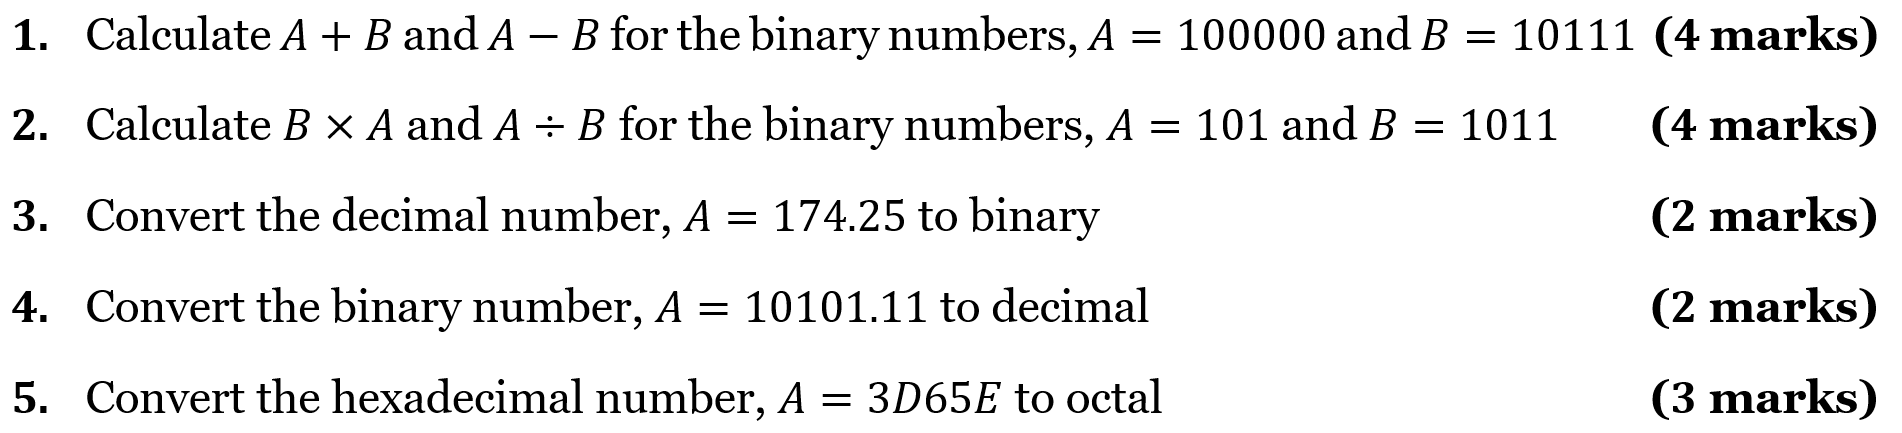 1. Calculate A + B and A − B for the binary numbers, A = 100000 and B = 10111 (4 marks)
2. Calculate B × A and A ÷ B for the binary numbers, A = 101 and B = 1011 (4 marks)
3. Convert the decimal number, A = 174.25 to binary (2 marks)
4. Convert the binary number, A = 10101.11 to decimal (2 marks)
5. Convert the hexadecimal number, A = 3D65E to octal (3 marks)